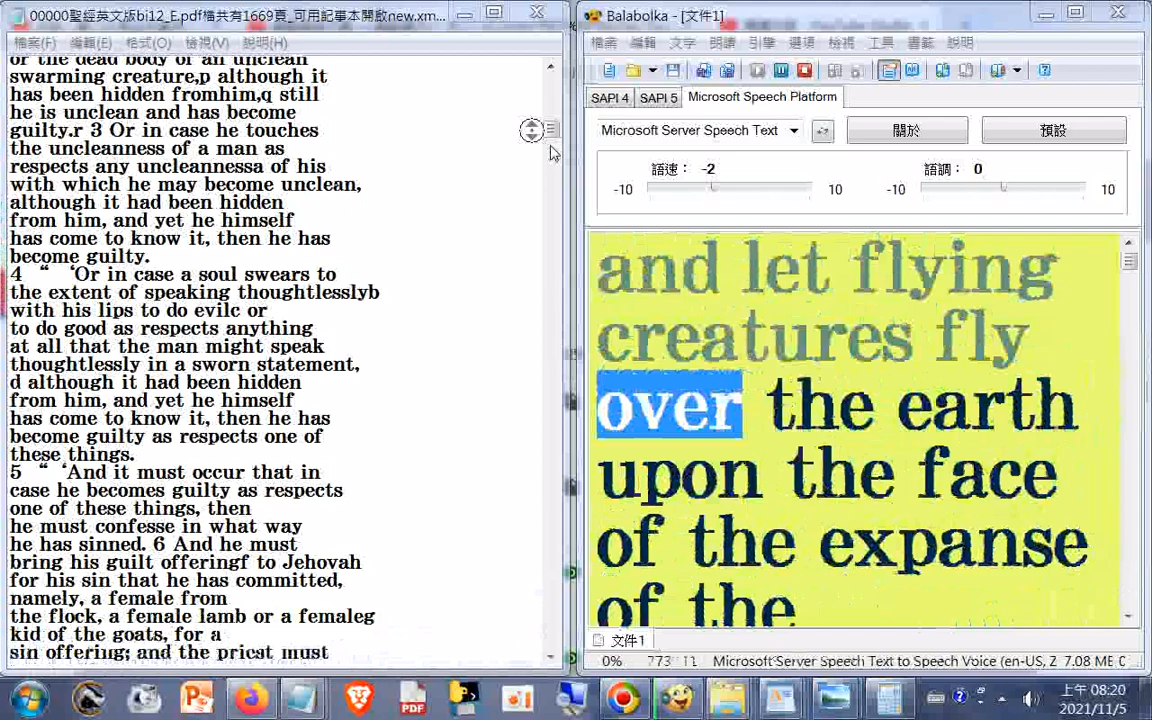 00000聖經英文版bi12_E.pdf檔共有1669頁_可用記事本開啟new.xm...
檔案(F) 編輯(E) 格式(O) 檢視(V) 說明(H)
or the dead body of an unclean
swarming creature,p although it
has been hidden fromhim,q still
he is unclean and has become
guilty.r 3 Or in case he touches
the uncleanness of a man as
respects any uncleannessa of his
with which he may become unclean,
although it had been hidden
from him, and yet he himself
has come to know it, then he has
become guilty.
4 “ ‘Or in case a soul swears to
the extent of speaking thoughtlesslyb
with his lips to do evilc or
to do good as respects anything
at all that the man might speak
thoughtlessly in a sworn statement,
d although it had been hidden
from him, and yet he himself
has come to know it, then he has
become guilty as respects one of
these things.
5 “ ‘And it must occur that in
case he becomes guilty as respects
one of these things, then
he must confesse in what way
he has sinned. 6 And he must
bring his guilt offeringf to Jehovah
for his sin that he has committed,
namely, a female from
the flock, a female lamb or a femaleg
kid of the goats, for a
sin offering; and the priest must
Balabolka - [文件1]
檔案 編輯 文字 朗讀 引擎 選項 檢視 工具 書籤 說明
SAPI 4 SAPI 5 Microsoft Speech Platform
Microsoft Server Speech Text 關於 預設
語速： -2 語調： 0
-10 10 -10 10
and let flying
creatures fly
over the earth
upon the face
of the expanse
of the
文件1
0% 773 11 Microsoft Server Speech Text to Speech Voice (en-US, Z 7.08 ME
PDF
上午 08:20
2021/11/5